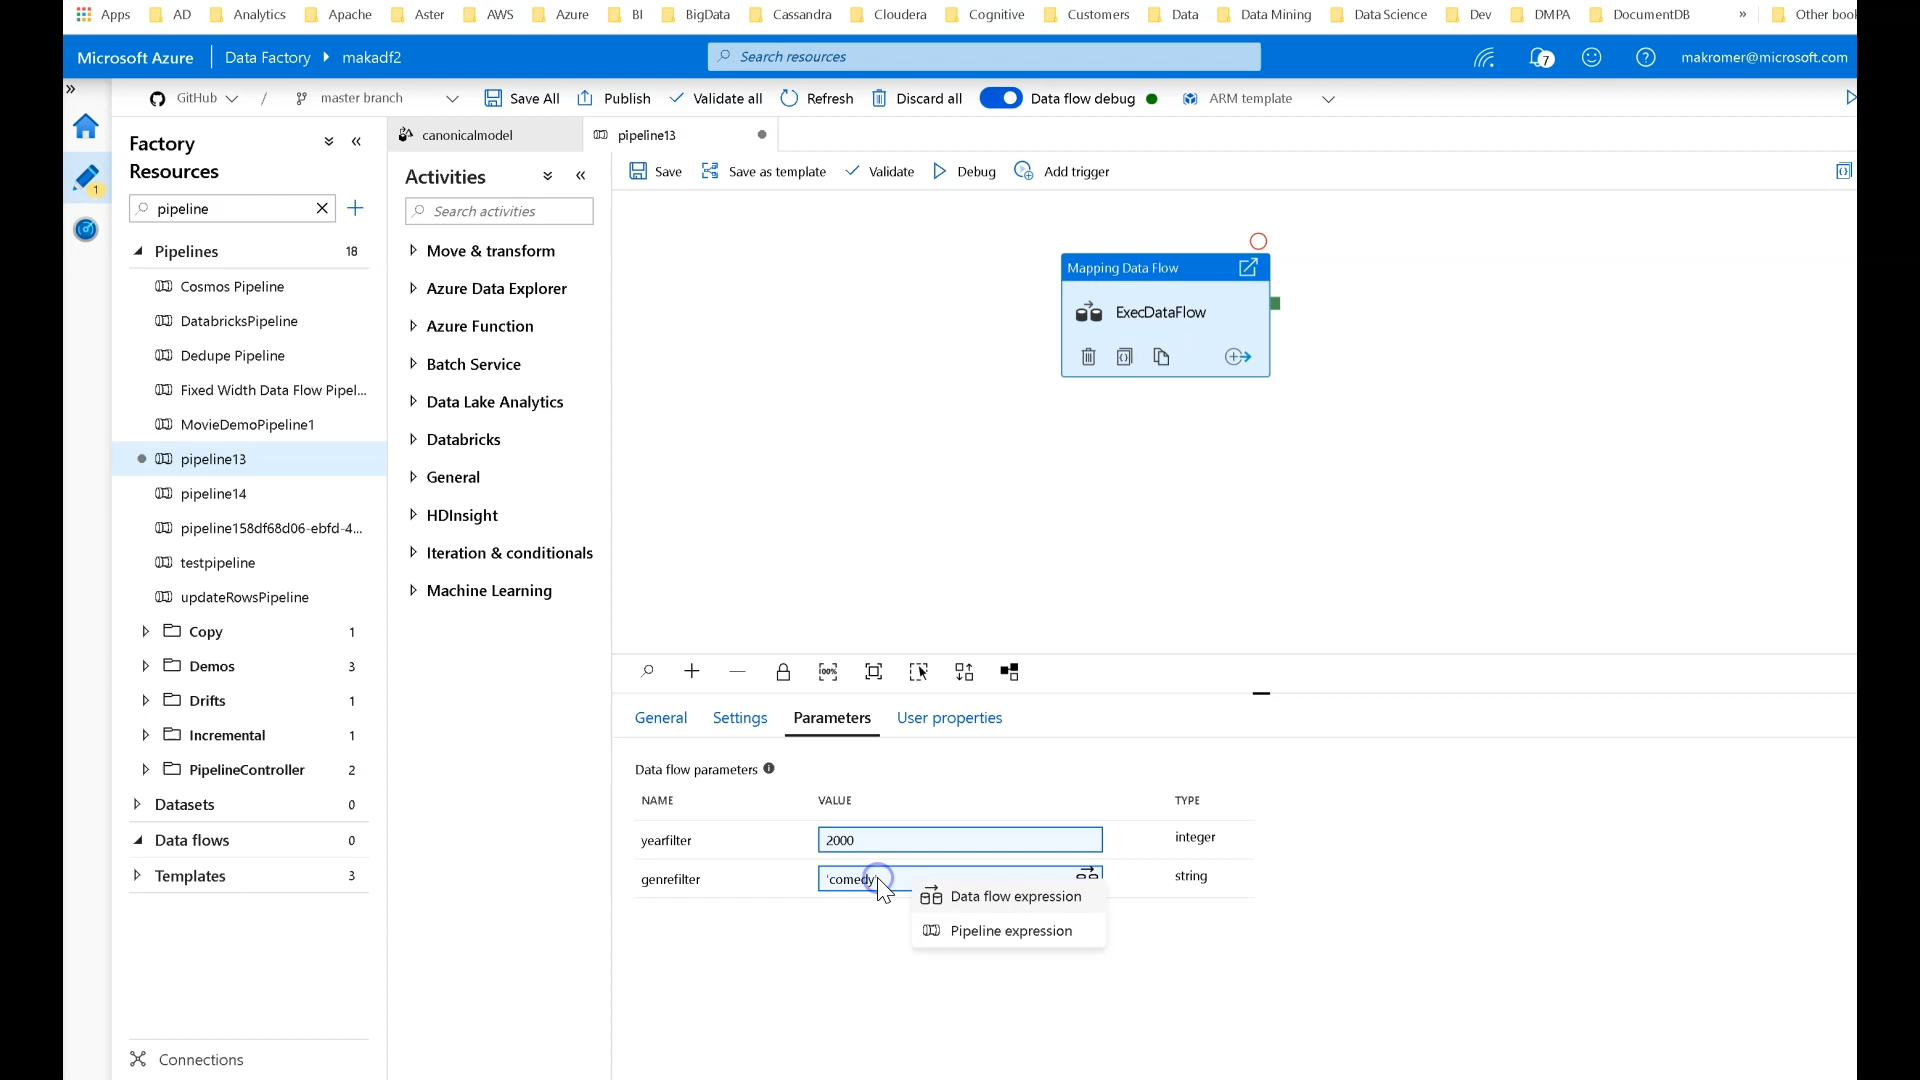 Apps AD Analytics Apache Aster AWS Azure BI BigData Cassandra Cloudera Cognitive Customers Data Data Mining Data Science Dev DMPA DocumentDB » Other book
Microsoft Azure Data Factory makadf2 Search resources 7 makromer@microsoft.com
» GitHub / master branch Save All Publish Validate all Refresh Discard all Data flow debug ARM template
1
Factory Resources
pipeline
Pipelines 18
Cosmos Pipeline
DatabricksPipeline
Dedupe Pipeline
Fixed Width Data Flow Pipel...
MovieDemoPipeline1
pipeline13
pipeline14
pipeline158df68d06-ebfd-4...
testpipeline
updateRowsPipeline
Copy 1
Demos 3
Drifts 1
Incremental 1
PipelineController 2
Datasets 0
Data flows 0
Templates 3
Connections
canonicalmodel pipeline13
Activities
Search activities
Move & transform
Azure Data Explorer
Azure Function
Batch Service
Data Lake Analytics
Databricks
General
HDInsight
Iteration & conditionals
Machine Learning
Save Save as template Validate Debug Add trigger
Mapping Data Flow
ExecDataFlow
100%
General Settings Parameters User properties
Data flow parameters
NAME VALUE TYPE
yearfilter 2000 integer
genrefilter 'comedy' string
Data flow expression
Pipeline expression